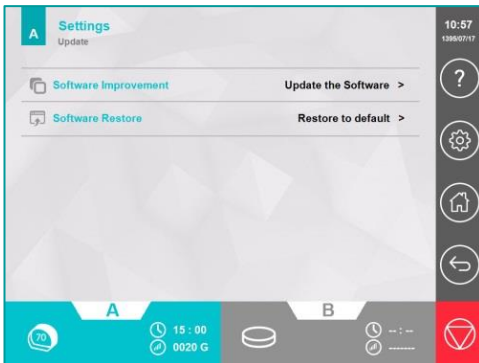 A
Settings
Update
10:57
1395/07/17
Software Improvement
Update the Software >
Software Restore
Restore to default >
?
A
B
70
15 : 00
-- : --
0020 G
-------